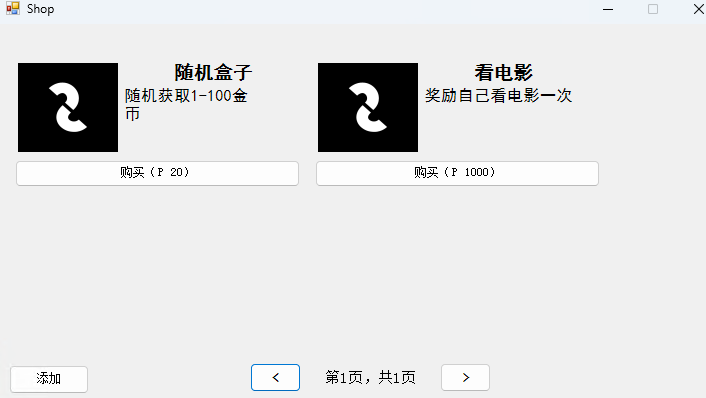 Shop
随机盒子
随机获取1-100金
币
购买（P 20）
看电影
奖励自己看电影一次
购买（P 1000）
添加
<
第1页，共1页
>